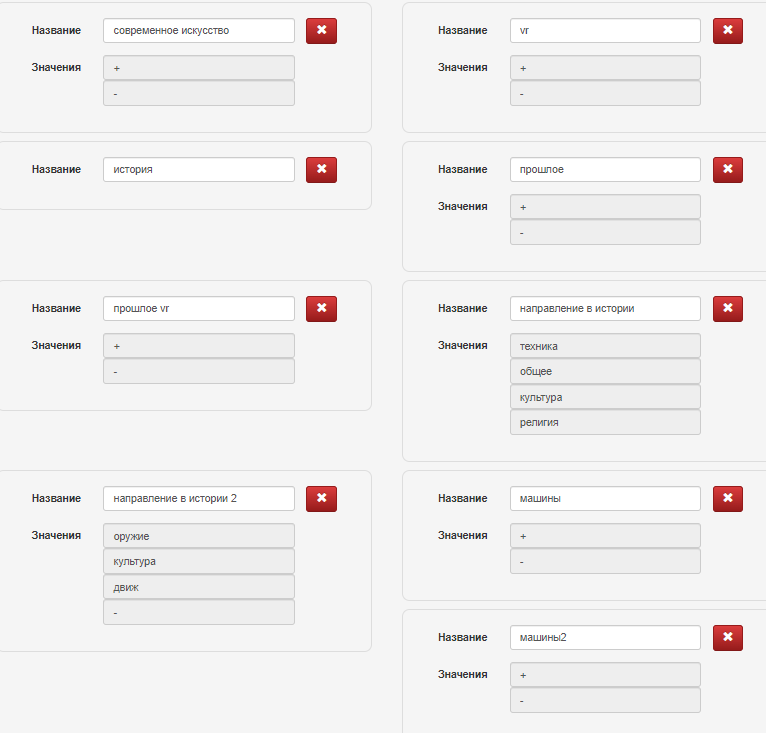 Название современное искусство
Значения +
-
Название vr
Значения +
-
Название история
Название прошлое
Значения +
-
Название прошлое vr
Значения +
-
Название направление в истории
Значения техника
общее
культура
религия
Название направление в истории 2
Значения оружие
культура
движ
-
Название машины
Значения +
-
Название машины2
Значения +
-